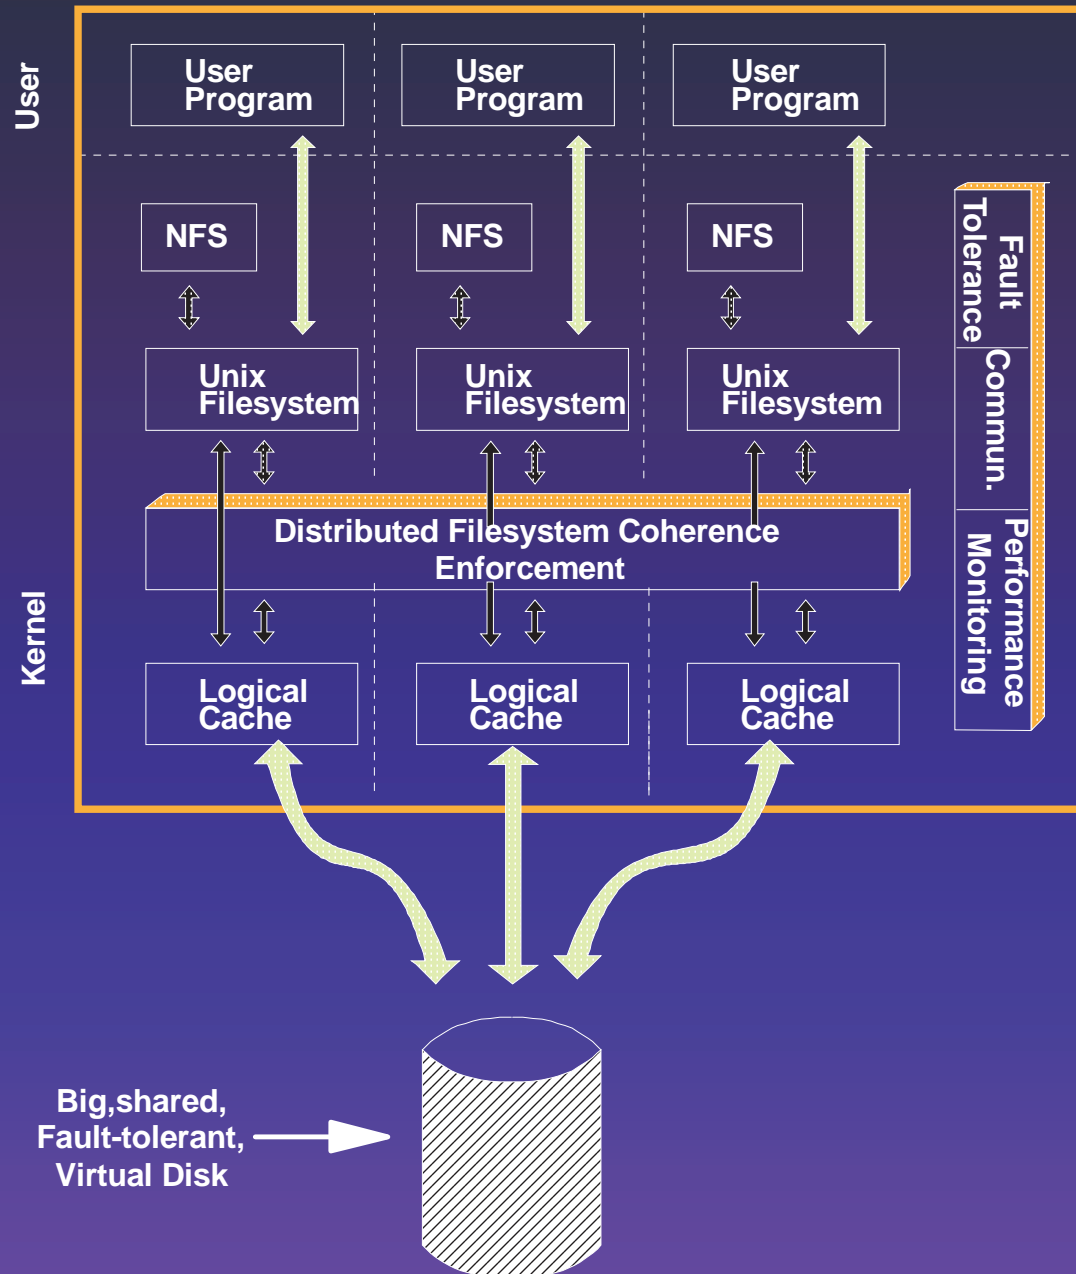 User
User
Program
User
Program
User
Program
NFS
NFS
NFS
Fault
Tolerance
Unix
Filesystem
Unix
Filesystem
Unix
Filesystem
Commun.
Distributed Filesystem Coherence
Enforcement
Performance
Monitoring
Kernel
Logical
Cache
Logical
Cache
Logical
Cache
Big,shared,
Fault-tolerant,
Virtual Disk